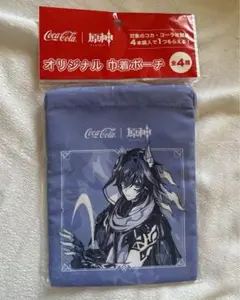 Coca-Cola 原神
対象のコカ・コーラ社製品
4本購入で1つもらえる!
オリジナル 巾着ポーチ 全4種
Coca-Cola 原神